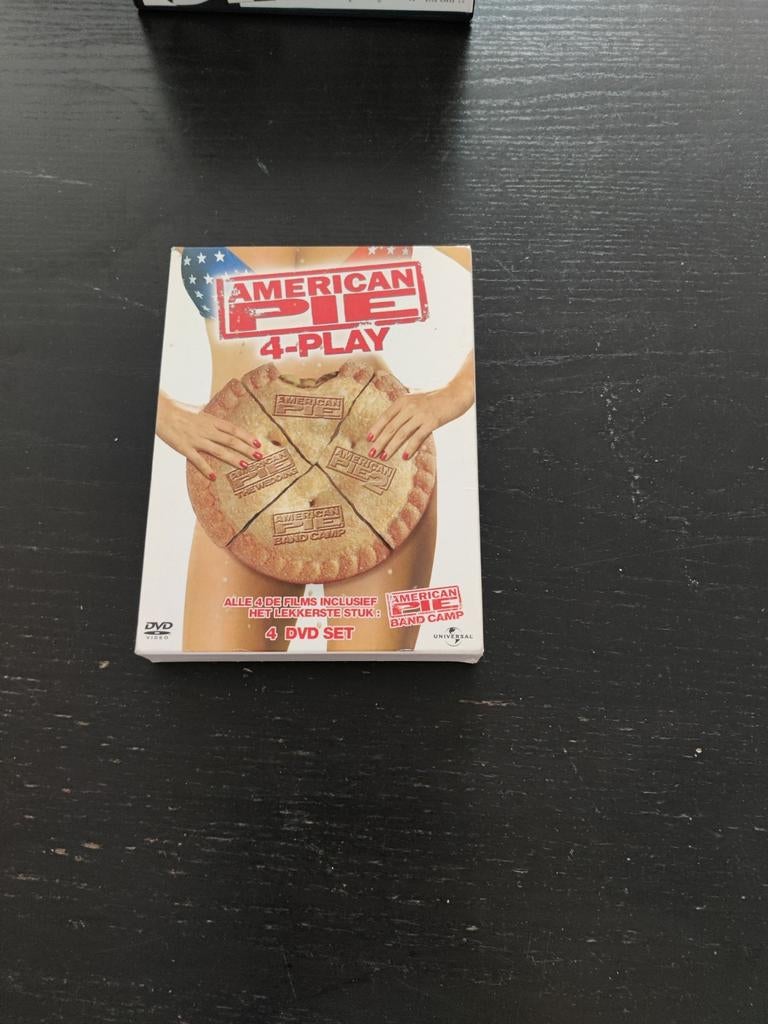 AMERICAN
PIE
4-PLAY
AMERICAN
PIE
AMERICAN
PIE
THE WEDDING
AMERICAN
PIE 2
AMERICAN
PIE
BAND CAMP
ALLE 4 DE FILMS INCLUSIEF
HET LEKKERSTE STUK :
4 DVD SET
AMERICAN
PIE
BAND CAMP
DVD
VIDEO
UNIVERSAL